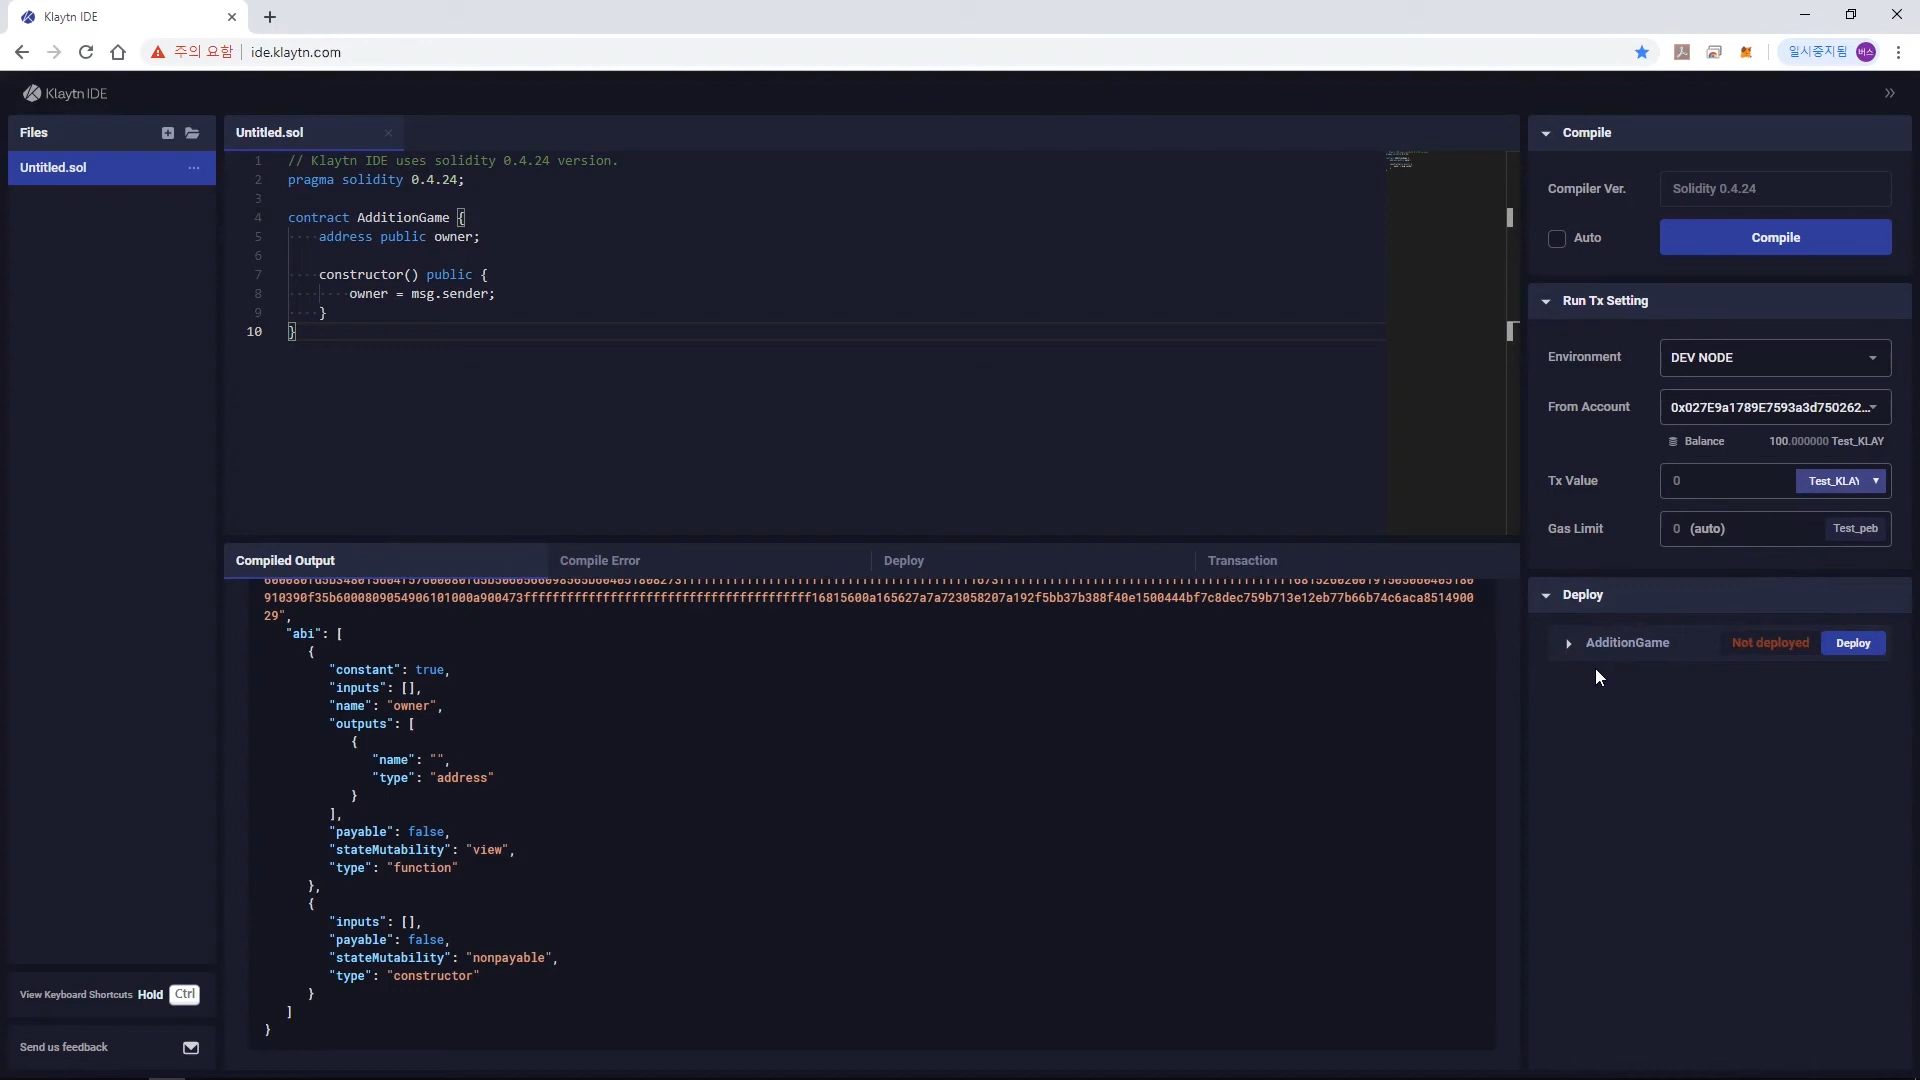 Klaytn IDE
주의 요함
ide.klaytn.com
일시중지됨
버스
Klaytn IDE
Files
Untitled.sol
View Keyboard Shortcuts Hold Ctrl
Send us feedback
Untitled.sol
1 // Klaytn IDE uses solidity 0.4.24 version.
2 pragma solidity 0.4.24;
3
4 contract AdditionGame {
5 address public owner;
6
7 constructor() public {
8 owner = msg.sender;
9 }
10 }
Compiled Output
Compile Error
Deploy
Transaction
29",
"abi": [
{
"constant": true,
"inputs": [],
"name": "owner",
"outputs": [
{
"name": "",
"type": "address"
}
],
"payable": false,
"stateMutability": "view",
"type": "function"
},
{
"inputs": [],
"payable": false,
"stateMutability": "nonpayable",
"type": "constructor"
}
]
}
Compile
Compiler Ver.
Solidity 0.4.24
Auto
Compile
Run Tx Setting
Environment
DEV NODE
From Account
0x027E9a1789E7593a3d750262...
Balance
100.000000 Test_KLAY
Tx Value
0
Gas Limit
0 (auto)
Test_peb
Deploy
AdditionGame
Not deployed
Deploy